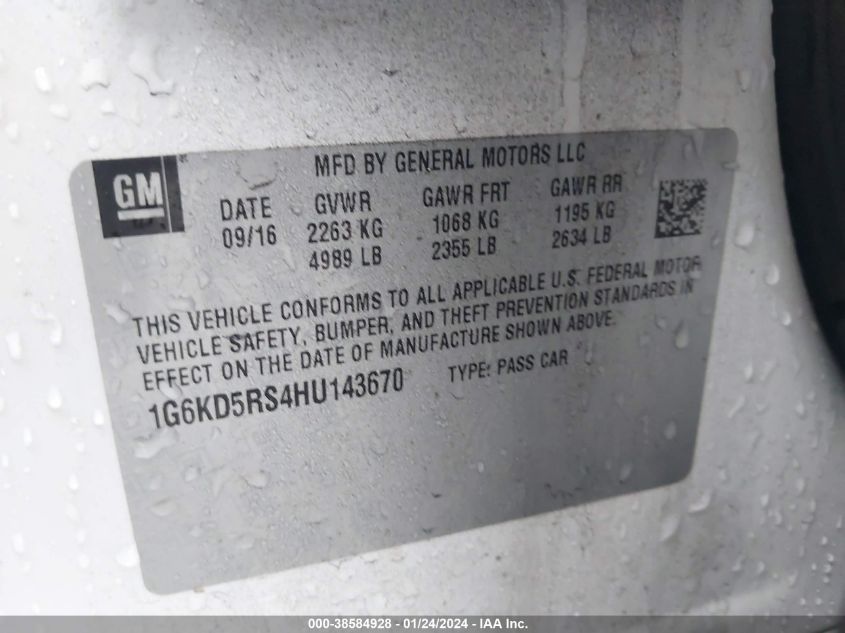 MFD BY GENERAL MOTORS LLC
GM
DATE GVWR GAWR FRT GAWR RR
09/16 2263 KG 1068 KG 1195 KG
4989 LB 2355 LB 2634 LB
THIS VEHICLE CONFORMS TO ALL APPLICABLE U.S. FEDERAL MOTOR
VEHICLE SAFETY, BUMPER, AND THEFT PREVENTION STANDARDS IN
EFFECT ON THE DATE OF MANUFACTURE SHOWN ABOVE.
1G6KD5RS4HU143670 TYPE: PASS CAR
000-38584928 - 01/24/2024 - IAA Inc.